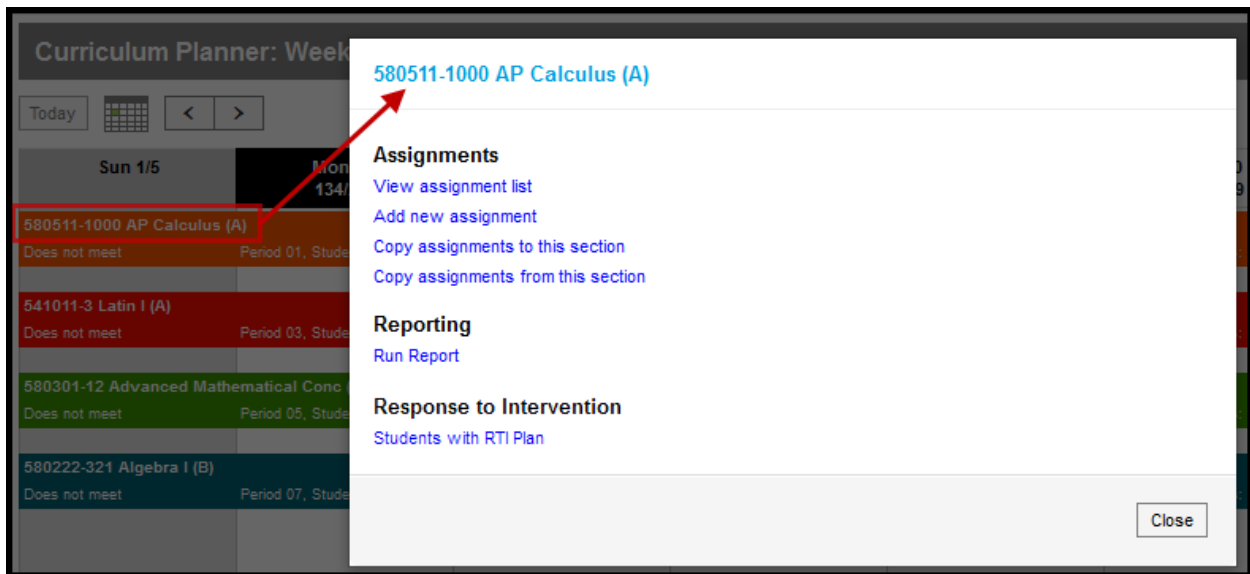 Curriculum Planner: Week
580511-1000 AP Calculus (A)
Today
< >
Sun 1/5
Mon
134/
0
9
580511-1000 AP Calculus (A)
Does not meet
Period 01, Stude
541011-3 Latin I (A)
Does not meet
Period 03, Stude
580301-12 Advanced Mathematical Conc (
Does not meet
Period 05, Stude
580222-321 Algebra I (B)
Does not meet
Period 07, Stude
Assignments
View assignment list
Add new assignment
Copy assignments to this section
Copy assignments from this section
Reporting
Run Report
Response to Intervention
Students with RTI Plan
Close